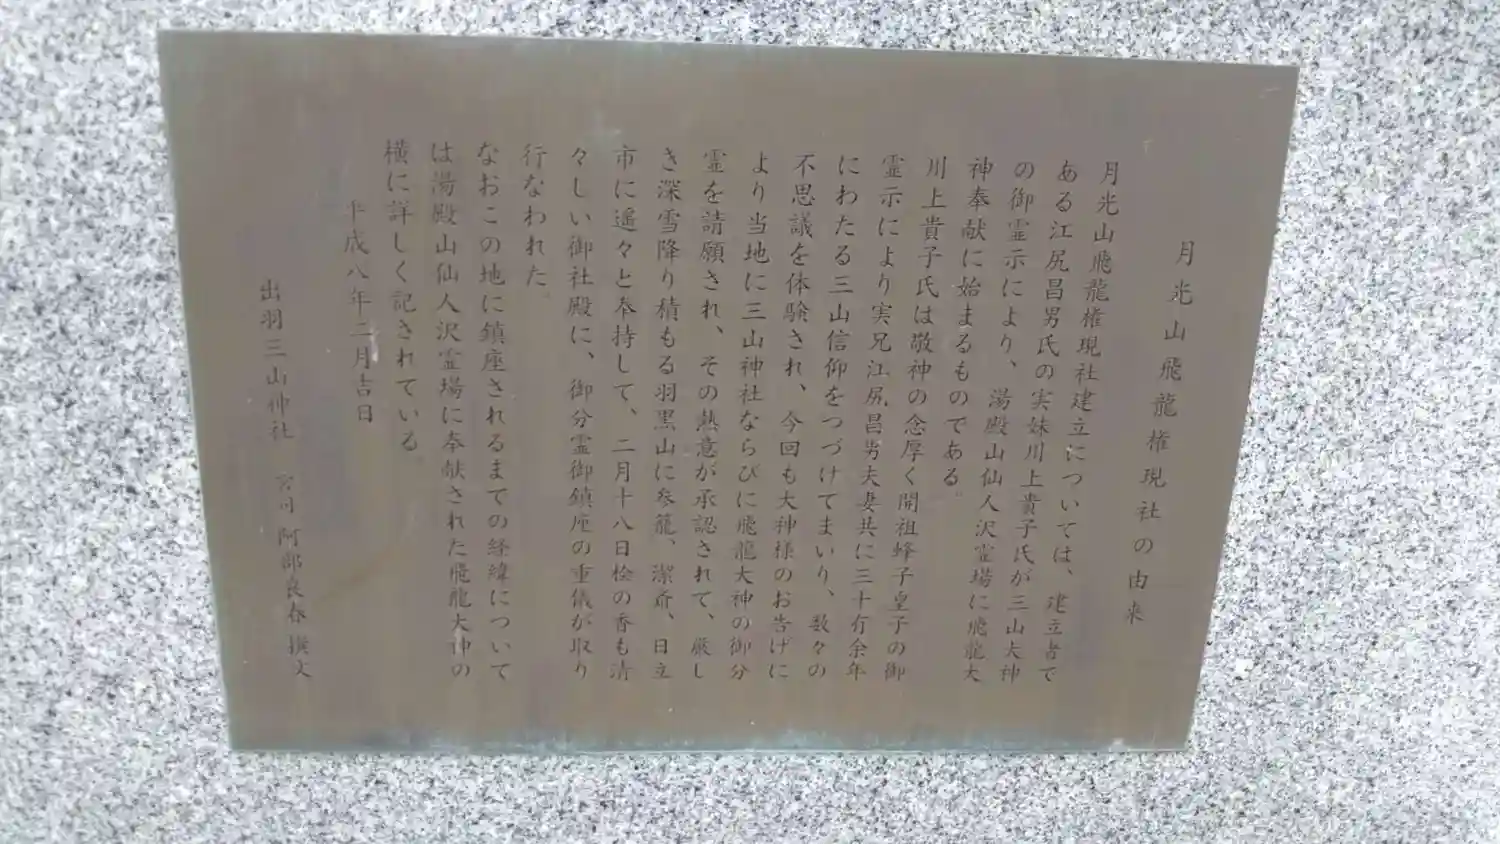 月光山飛龍権現社の由来
月光山飛龍権現社建立については、建立者で
ある江尻昌男氏の実妹川上貴子氏が三山大神
の御霊示により、湯殿山仙人沢霊場に飛龍大
神奉献に始まるものである。
川上貴子氏は敬神の念厚く開祖蜂子皇子の御
霊示により実兄江尻昌男夫妻共に三十有余年
にわたる三山信仰をつづけてまいり、数々の
不思議を体験され、今回も大神様のお告げに
より当地に三山神社ならびに飛龍大神の御分
霊を請願され、その熱意が承認されて、厳し
き深雪降り積もる羽黒山に参籠、潔斎、日立
市に遥々と奉持して、二月十八日桧の香も清
々しい御社殿に、御分霊御鎮座の重儀が取り
行なわれた。
なおこの地に鎮座されるまでの経緯について
は湯殿山仙人沢霊場に奉献された飛龍大神の
横に詳しく記されている。
平成八年二月吉日
出羽三山神社 宮司 阿部良春 撰文